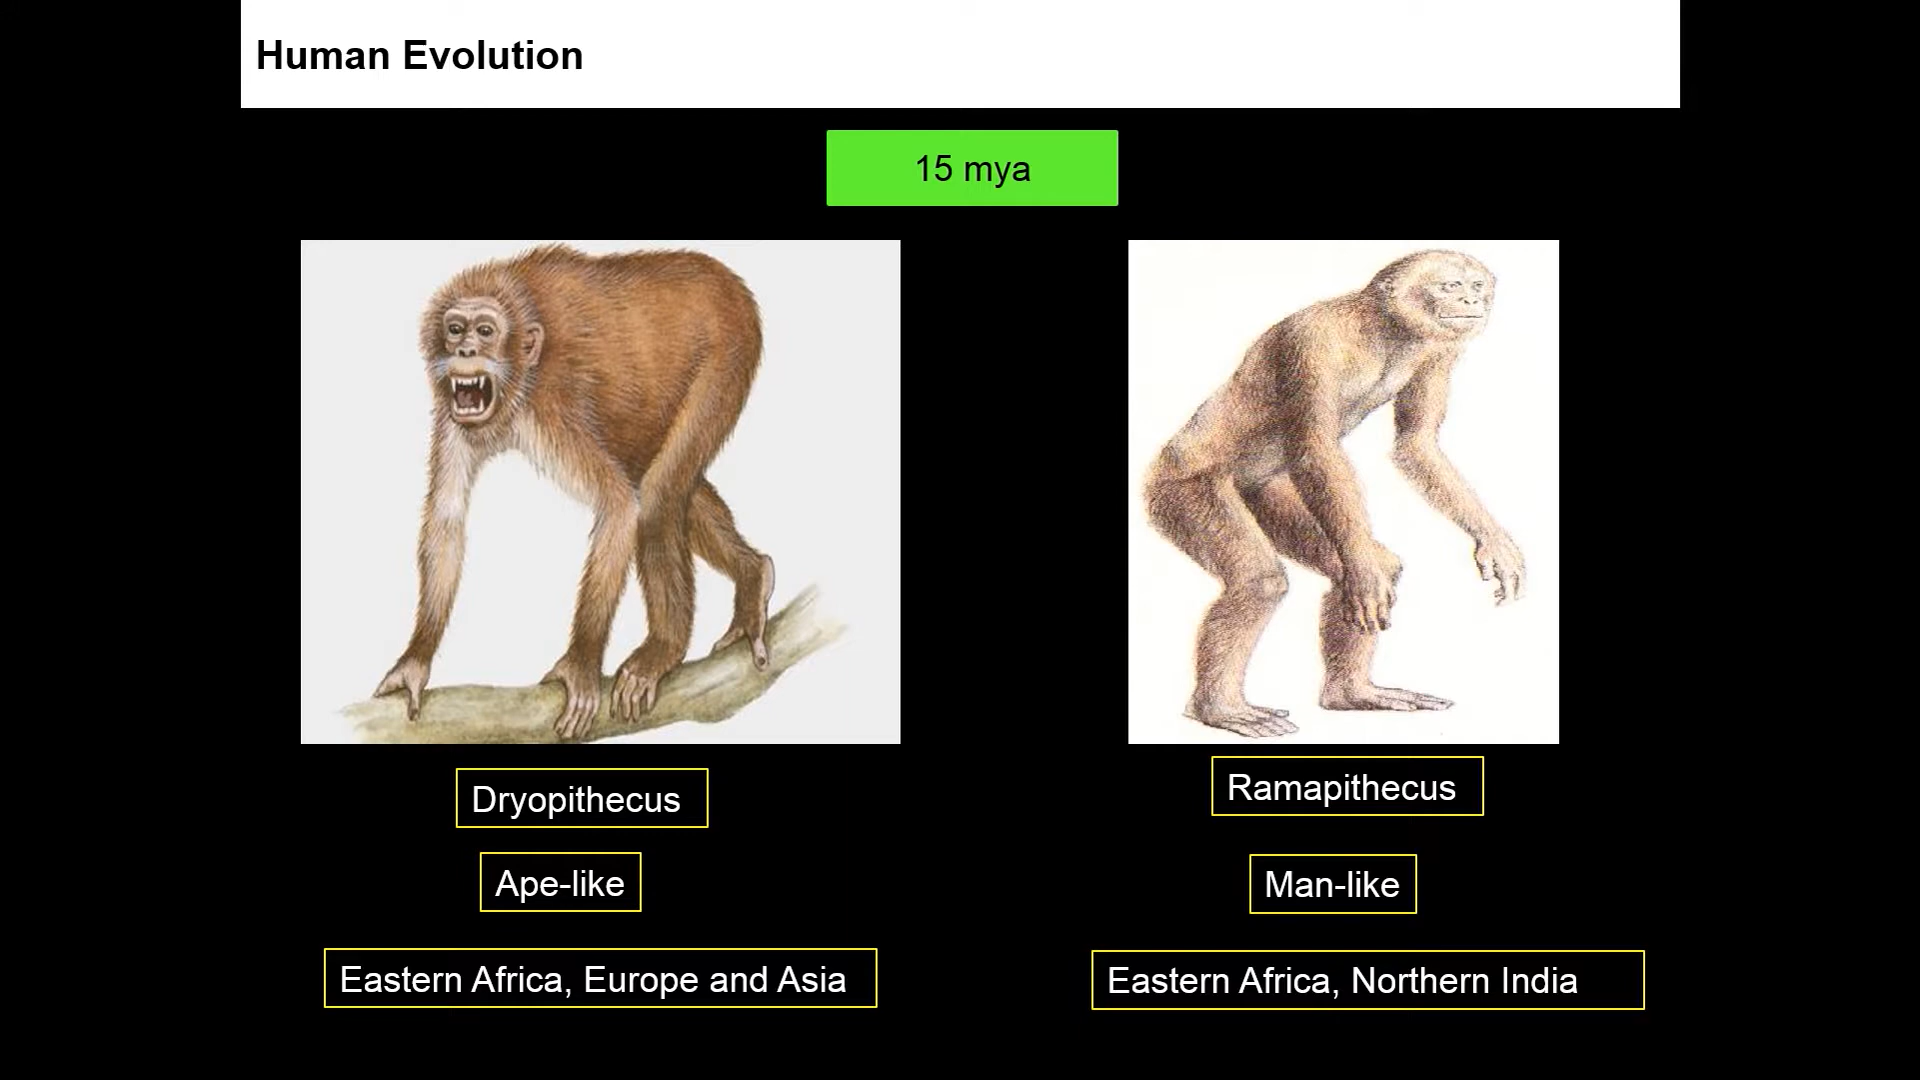 Human Evolution
15 mya
Dryopithecus
Ramapithecus
Ape-like
Man-like
Eastern Africa, Europe and Asia
Eastern Africa, Northern India